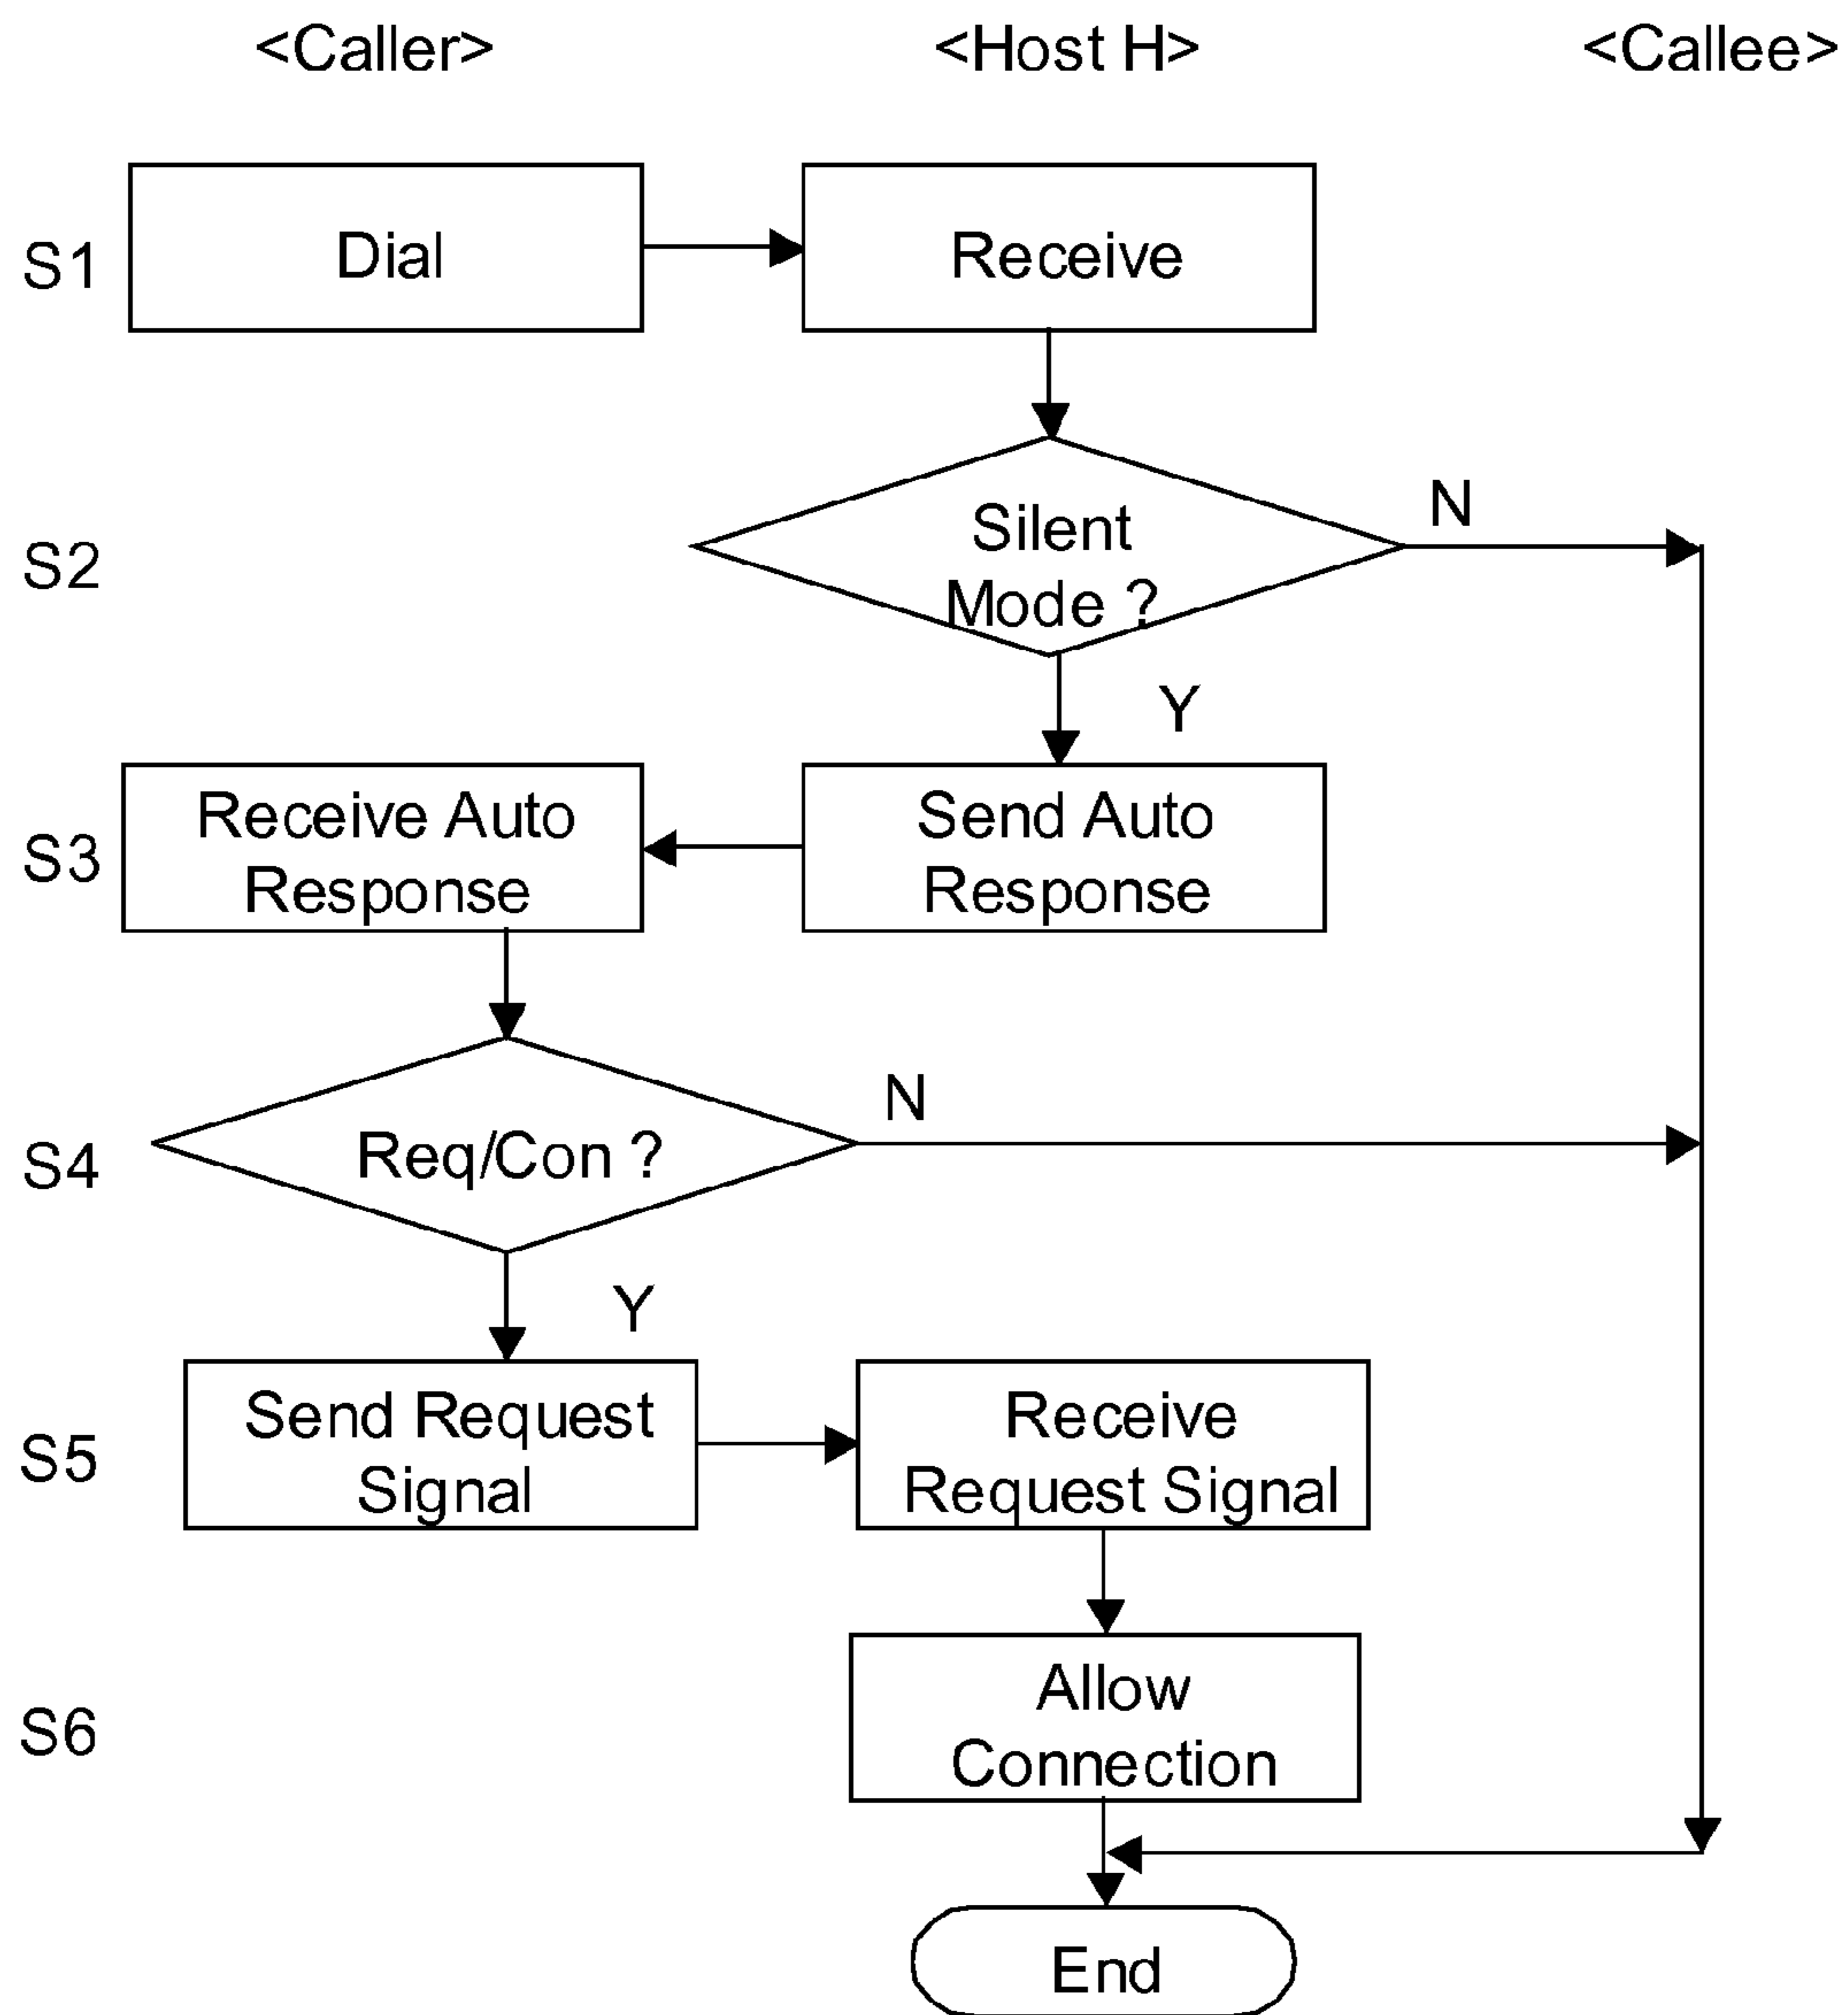 <Caller> <Host H> <Callee>
S1 Dial Receive
Silent
N
S2
Mode ?
Y
Receive Auto Send Auto
S3
Response Response
N
S4 Req/Con ?
Y
Send Request Receive
S5
Signal Request Signal
Allow
S6
Connection
End